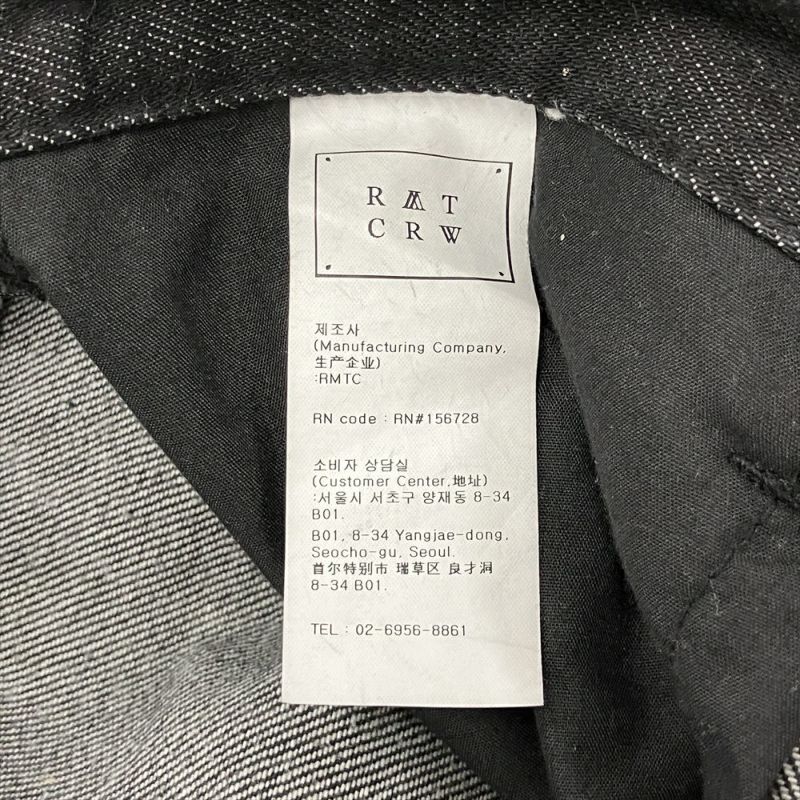 RMT
CRW
제조사
(Manufacturing Company,
生产企业)
:RMTC
RN code : RN#156728
소비자 상담실
(Customer Center,地址)
:서울시 서초구 양재동 8-34
B01.
B01, 8-34 Yangjae-dong,
Seocho-gu, Seoul.
首尔特别市 瑞草区 良才洞
8-34 B01.
TEL : 02-6956-8861